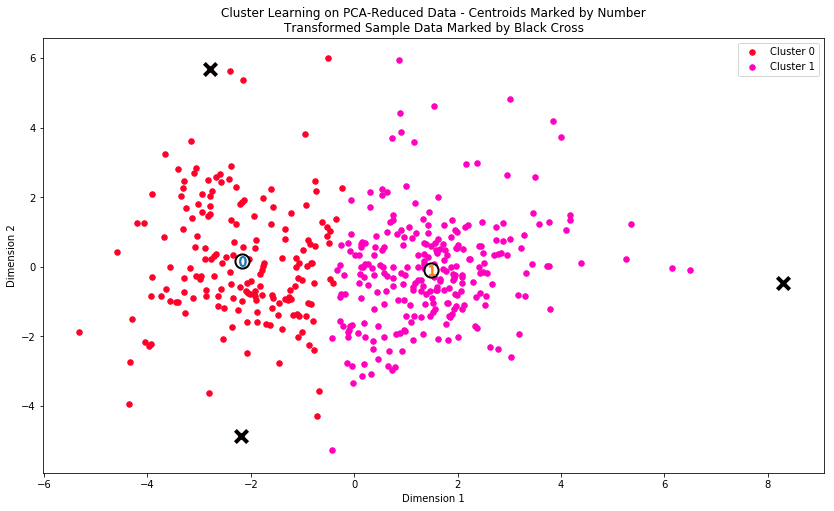 Cluster Learning on PCA-Reduced Data - Centroids Marked by Number
Transformed Sample Data Marked by Black Cross
Cluster 0
Cluster 1
6
4
2
0
−2
−4
Dimension 2
0
1
−6
−4
−2
0
2
4
6
8
Dimension 1